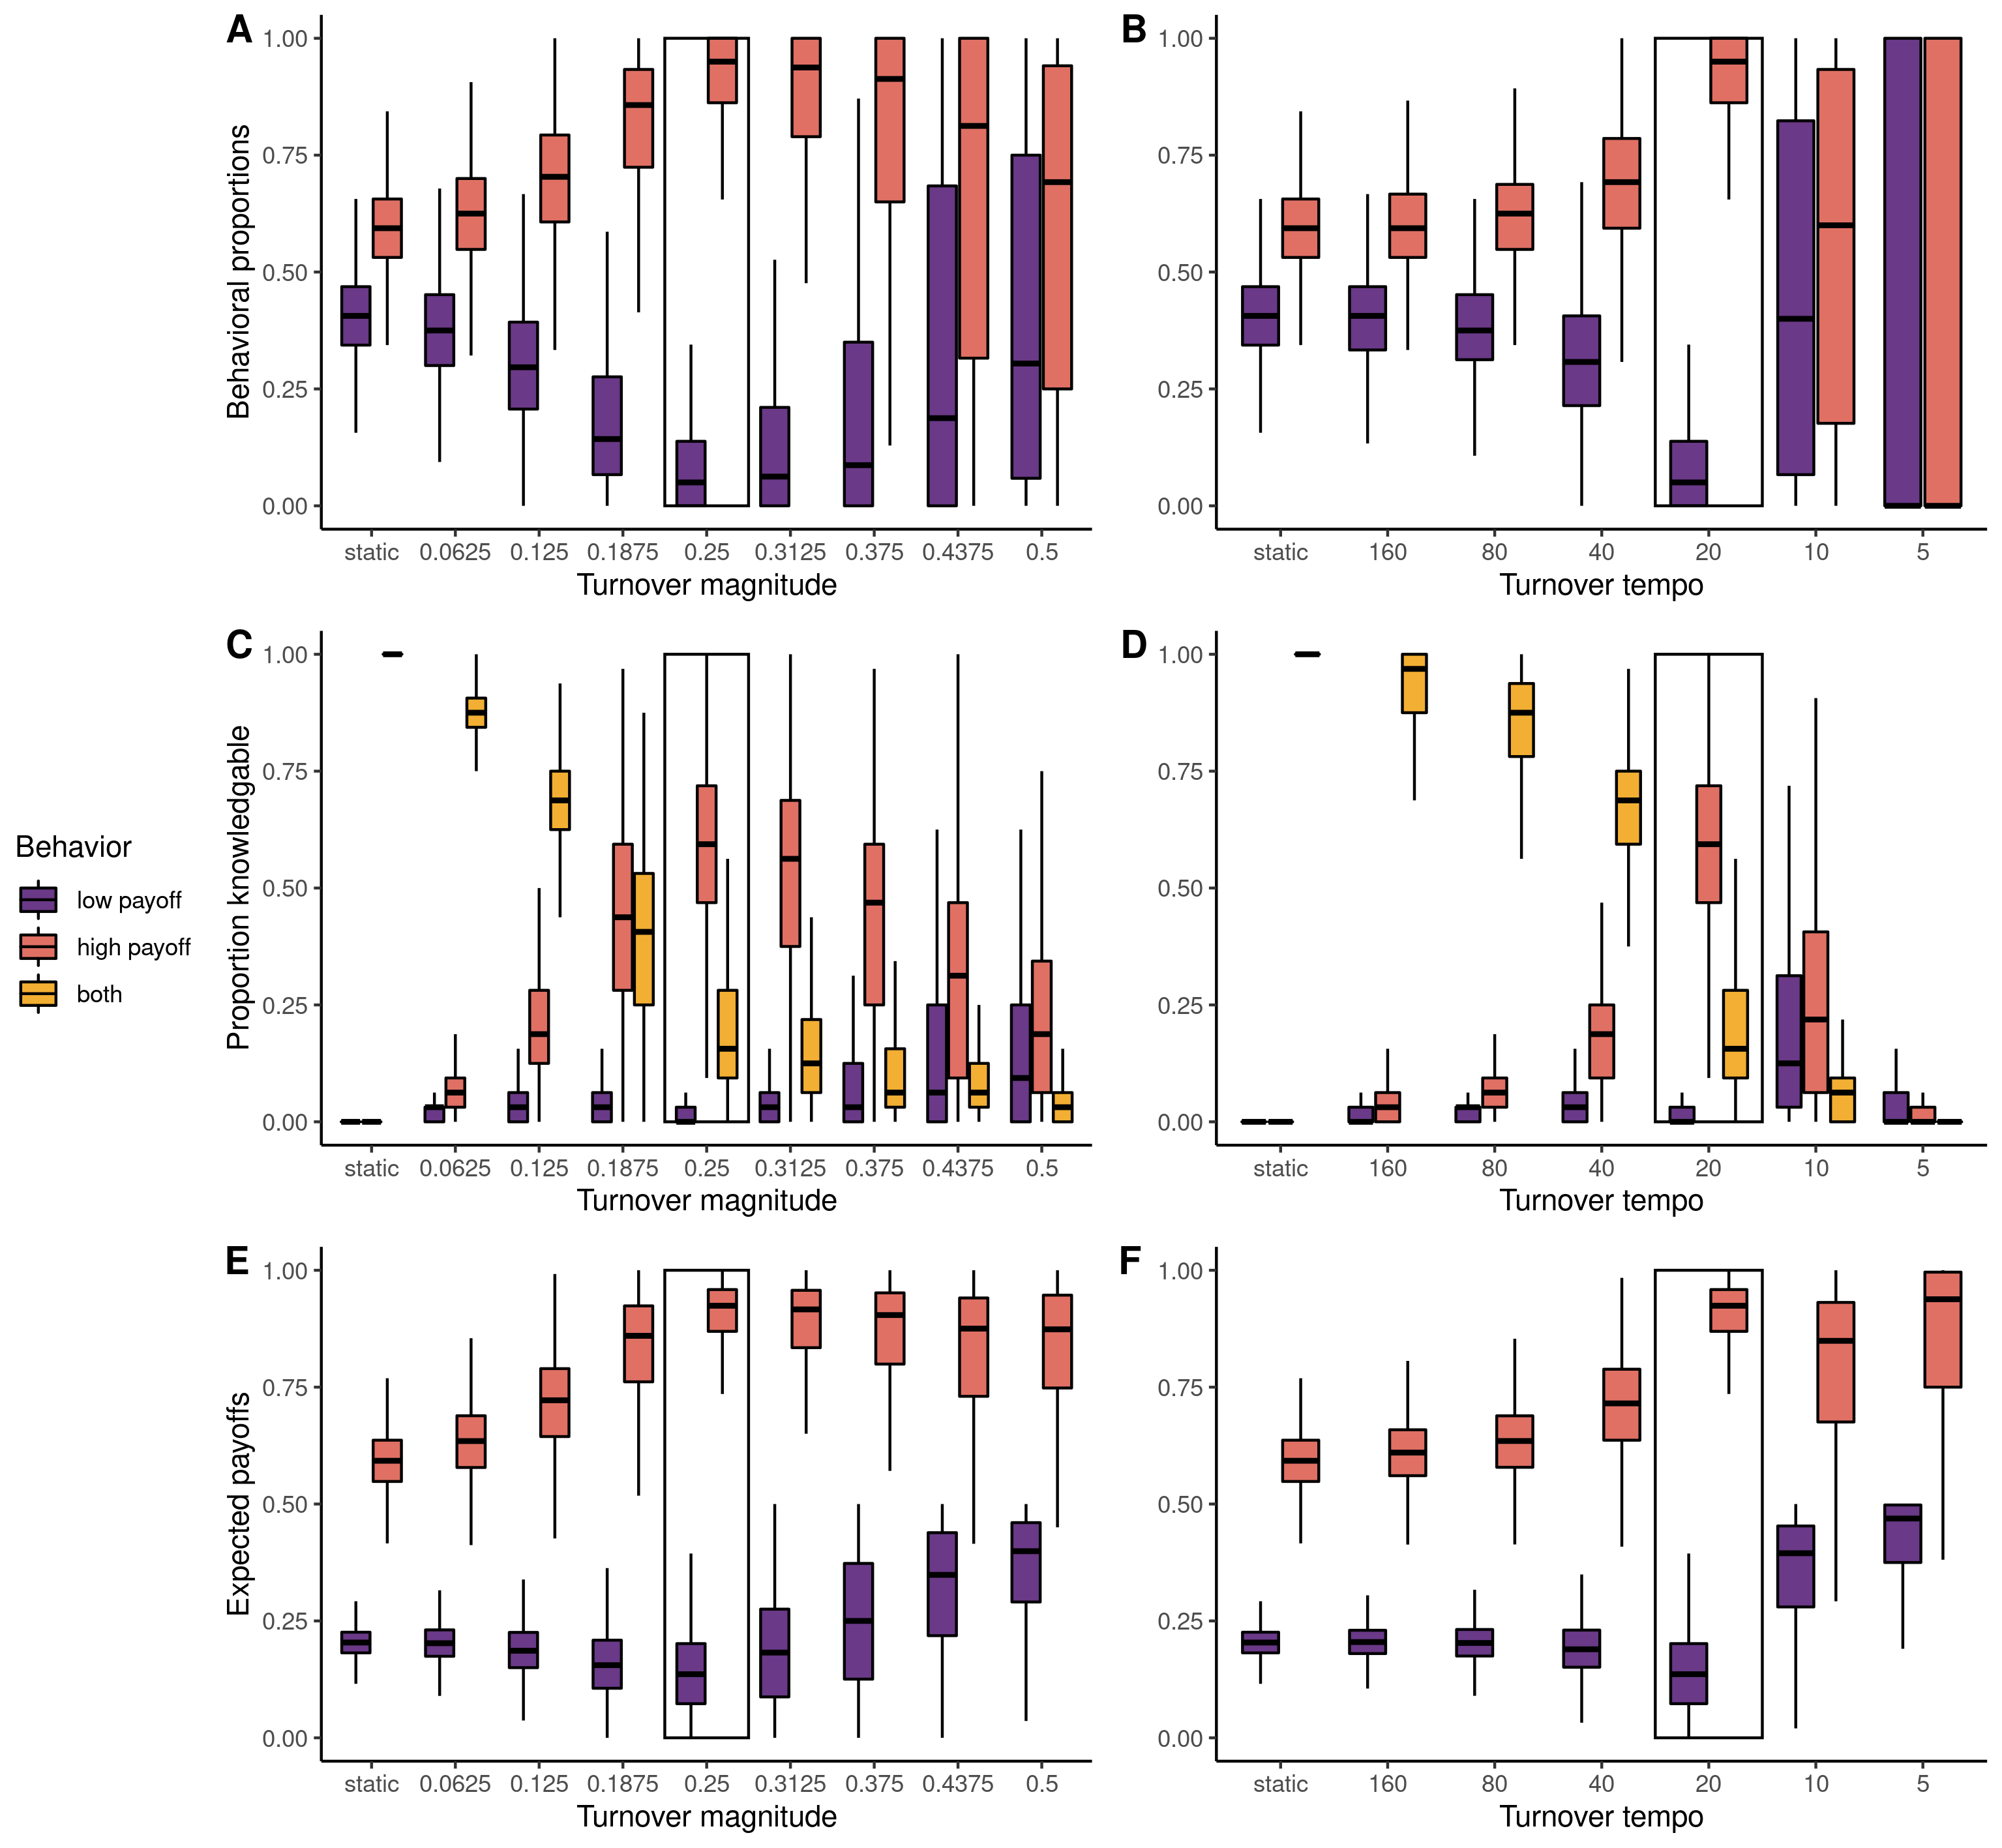 A
Behavioral proportions
1.00
0.75
0.50
0.25
0.00
static 0.0625 0.125 0.1875 0.25 0.3125 0.375 0.4375 0.5
Turnover magnitude
B
1.00
0.75
0.50
0.25
0.00
static 160 80 40 20 10 5
Turnover tempo
C
Proportion knowledgable
1.00
0.75
0.50
0.25
0.00
static 0.0625 0.125 0.1875 0.25 0.3125 0.375 0.4375 0.5
Turnover magnitude
D
1.00
0.75
0.50
0.25
0.00
static 160 80 40 20 10 5
Turnover tempo
Behavior
low payoff
high payoff
both
E
Expected payoffs
1.00
0.75
0.50
0.25
0.00
static 0.0625 0.125 0.1875 0.25 0.3125 0.375 0.4375 0.5
Turnover magnitude
F
1.00
0.75
0.50
0.25
0.00
static 160 80 40 20 10 5
Turnover tempo